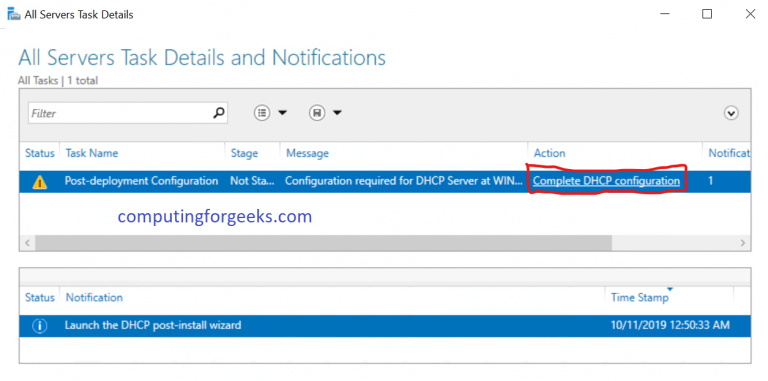 All Servers Task Details
All Servers Task Details and Notifications
All Tasks | 1 total
Filter
Status Task Name Stage Message Action Notificat
Post-deployment Configuration Not Sta... Configuration required for DHCP Server at WIN... Complete DHCP configuration 1
computingforgeeks.com
Status Notification Time Stamp
Launch the DHCP post-install wizard 10/11/2019 12:50:33 AM